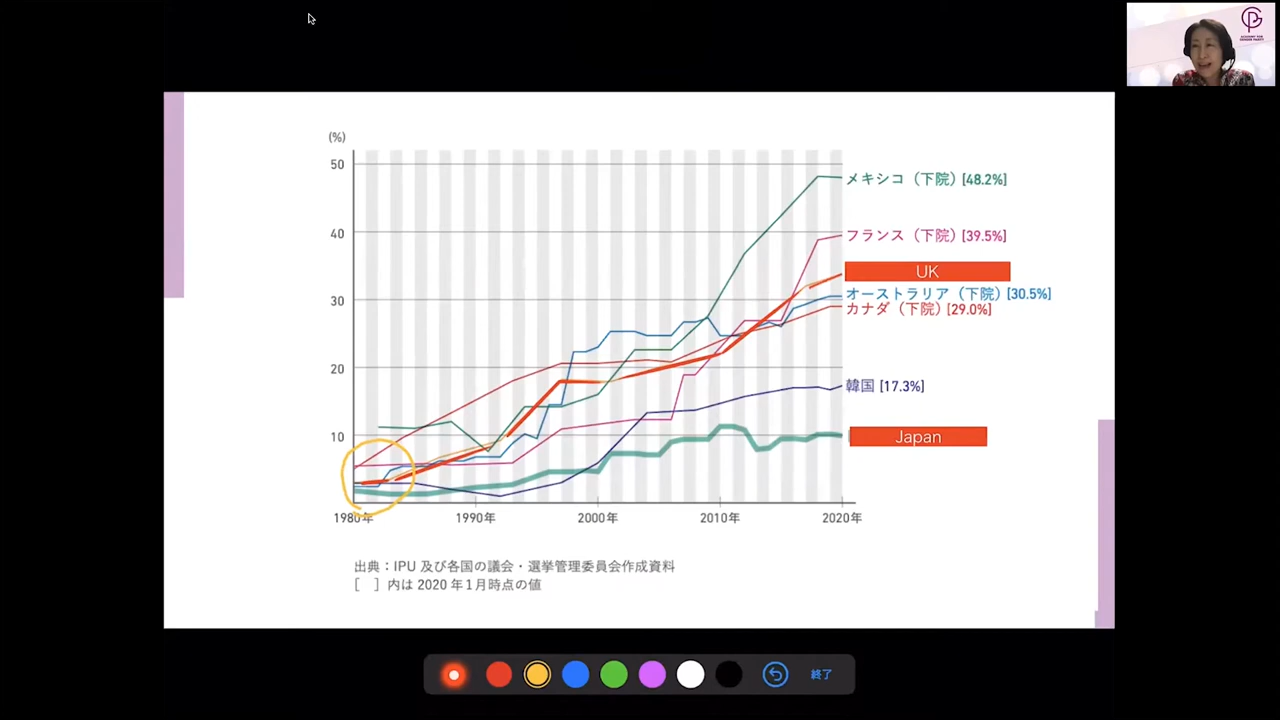 ACADEMY FOR
GENDER PARITY
(%)
50
40
30
20
10
メキシコ（下院）[48.2%]
フランス（下院）[39.5%]
UK
オーストラリア（下院）[30.5%]
カナダ（下院）[29.0%]
韓国 [17.3%]
Japan
1980年
1990年
2000年
2010年
2020年
出典：IPU 及び各国の議会・選挙管理委員会作成資料
［　］内は 2020 年 1 月時点の値
終了